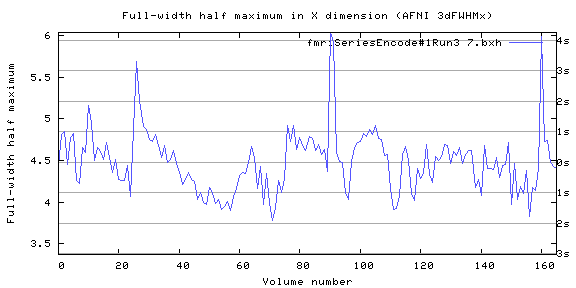 Full-width half maximum in X dimension (AFNI 3dFWHMx)
fmriSeriesEncode#1Run3 7.bxh
Full-width half maximum
6
5.5
5
4.5
4
3.5
4s
3s
2s
1s
0s
1s
2s
3s
0
20
40
60
80
100
120
140
160
Volume number